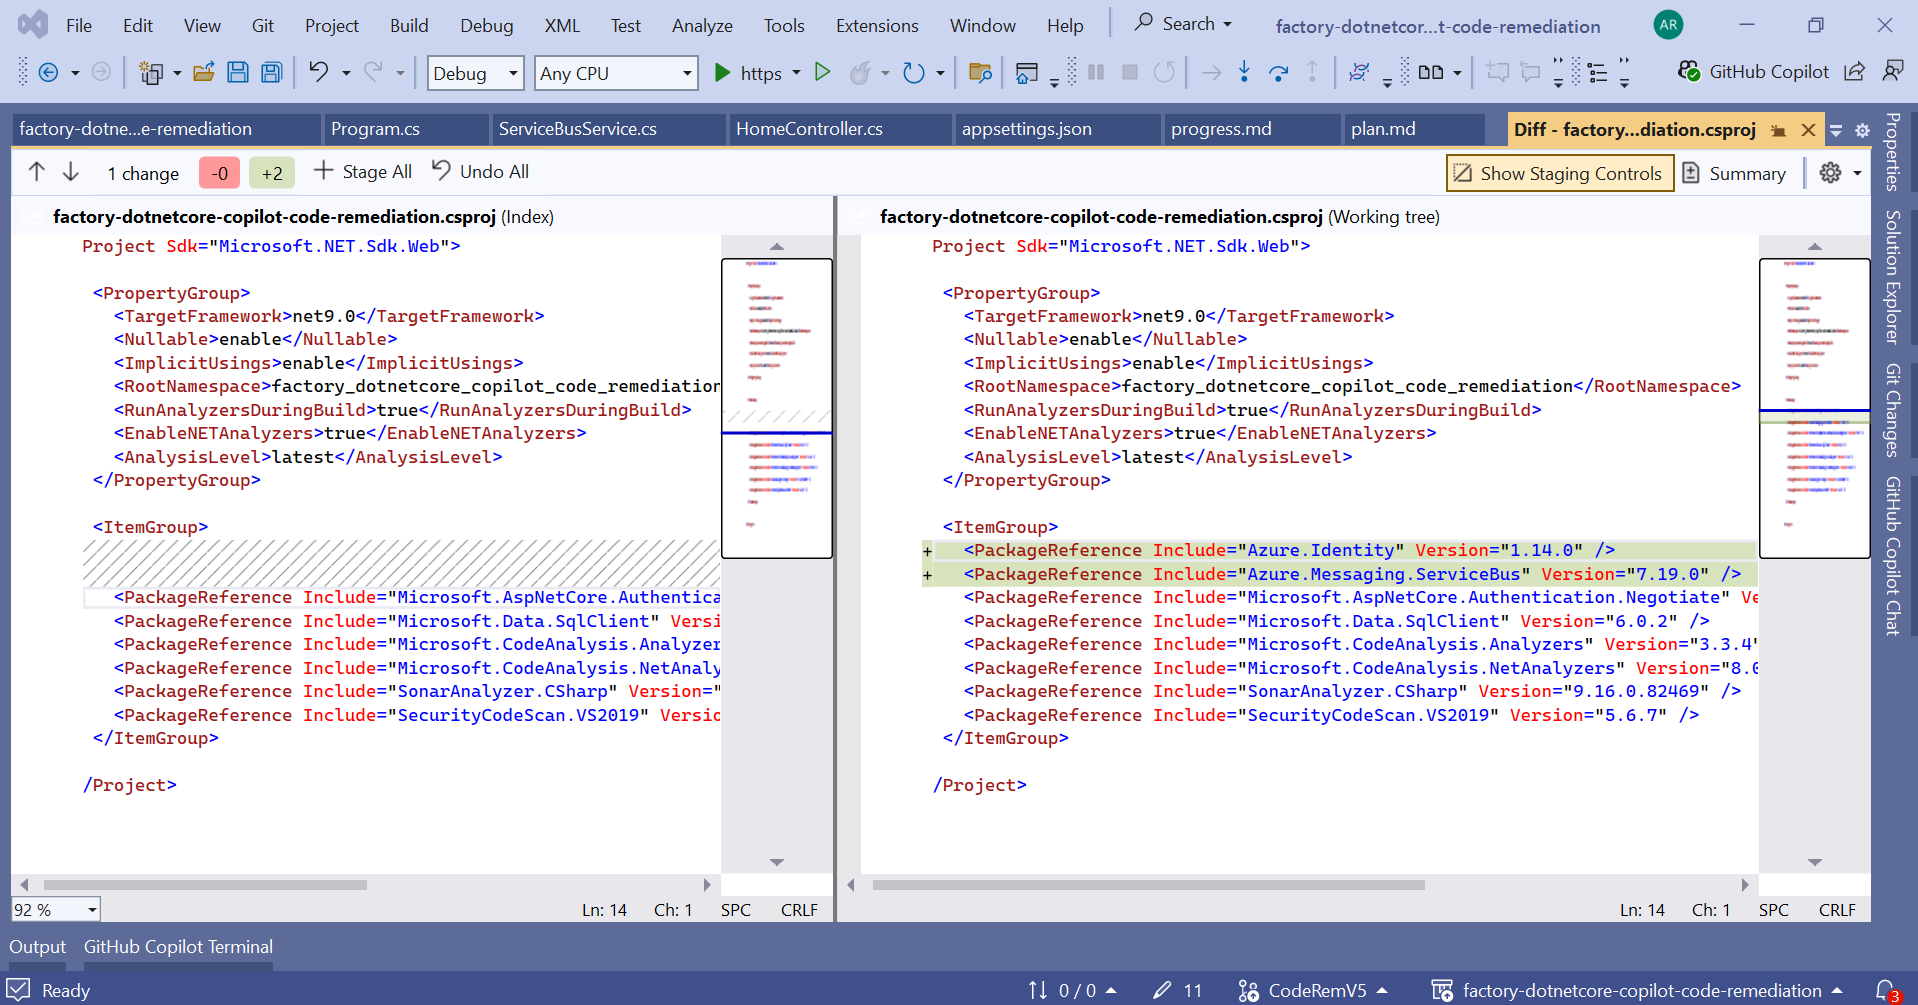 File Edit View Git Project Build Debug XML Test Analyze Tools Extensions Window Help Search factory-dotnetcor...t-code-remediation AR
Debug Any CPU https GitHub Copilot
factory-dotne...e-remediation Program.cs ServiceBusService.cs HomeController.cs appsettings.json progress.md plan.md Diff - factory...diation.csproj
1 change -0 +2 Stage All Undo All Show Staging Controls Summary
factory-dotnetcore-copilot-code-remediation.csproj (Index)
Project Sdk="Microsoft.NET.Sdk.Web">
<PropertyGroup>
<TargetFramework>net9.0</TargetFramework>
<Nullable>enable</Nullable>
<ImplicitUsings>enable</ImplicitUsings>
<RootNamespace>factory_dotnetcore_copilot_code_remediation
<RunAnalyzersDuringBuild>true</RunAnalyzersDuringBuild>
<EnableNETAnalyzers>true</EnableNETAnalyzers>
<AnalysisLevel>latest</AnalysisLevel>
</PropertyGroup>
<ItemGroup>
<PackageReference Include="Microsoft.AspNetCore.Authentica
<PackageReference Include="Microsoft.Data.SqlClient" Versi
<PackageReference Include="Microsoft.CodeAnalysis.Analyzer
<PackageReference Include="Microsoft.CodeAnalysis.NetAnaly
<PackageReference Include="SonarAnalyzer.CSharp" Version="
<PackageReference Include="SecurityCodeScan.VS2019" Versio
</ItemGroup>
/Project>
92 % Ln: 14 Ch: 1 SPC CRLF
factory-dotnetcore-copilot-code-remediation.csproj (Working tree)
Project Sdk="Microsoft.NET.Sdk.Web">
<PropertyGroup>
<TargetFramework>net9.0</TargetFramework>
<Nullable>enable</Nullable>
<ImplicitUsings>enable</ImplicitUsings>
<RootNamespace>factory_dotnetcore_copilot_code_remediation</RootNamespace>
<RunAnalyzersDuringBuild>true</RunAnalyzersDuringBuild>
<EnableNETAnalyzers>true</EnableNETAnalyzers>
<AnalysisLevel>latest</AnalysisLevel>
</PropertyGroup>
<ItemGroup>
+ <PackageReference Include="Azure.Identity" Version="1.14.0" />
+ <PackageReference Include="Azure.Messaging.ServiceBus" Version="7.19.0" />
<PackageReference Include="Microsoft.AspNetCore.Authentication.Negotiate" Ve
<PackageReference Include="Microsoft.Data.SqlClient" Version="6.0.2" />
<PackageReference Include="Microsoft.CodeAnalysis.Analyzers" Version="3.3.4"
<PackageReference Include="Microsoft.CodeAnalysis.NetAnalyzers" Version="8.0
<PackageReference Include="SonarAnalyzer.CSharp" Version="9.16.0.82469" />
<PackageReference Include="SecurityCodeScan.VS2019" Version="5.6.7" />
</ItemGroup>
/Project>
Ln: 14 Ch: 1 SPC CRLF
Properties
Solution Explorer
Git Changes
GitHub Copilot Chat
Output GitHub Copilot Terminal
Ready 0 / 0 11 CodeRemV5 factory-dotnetcore-copilot-code-remediation 3